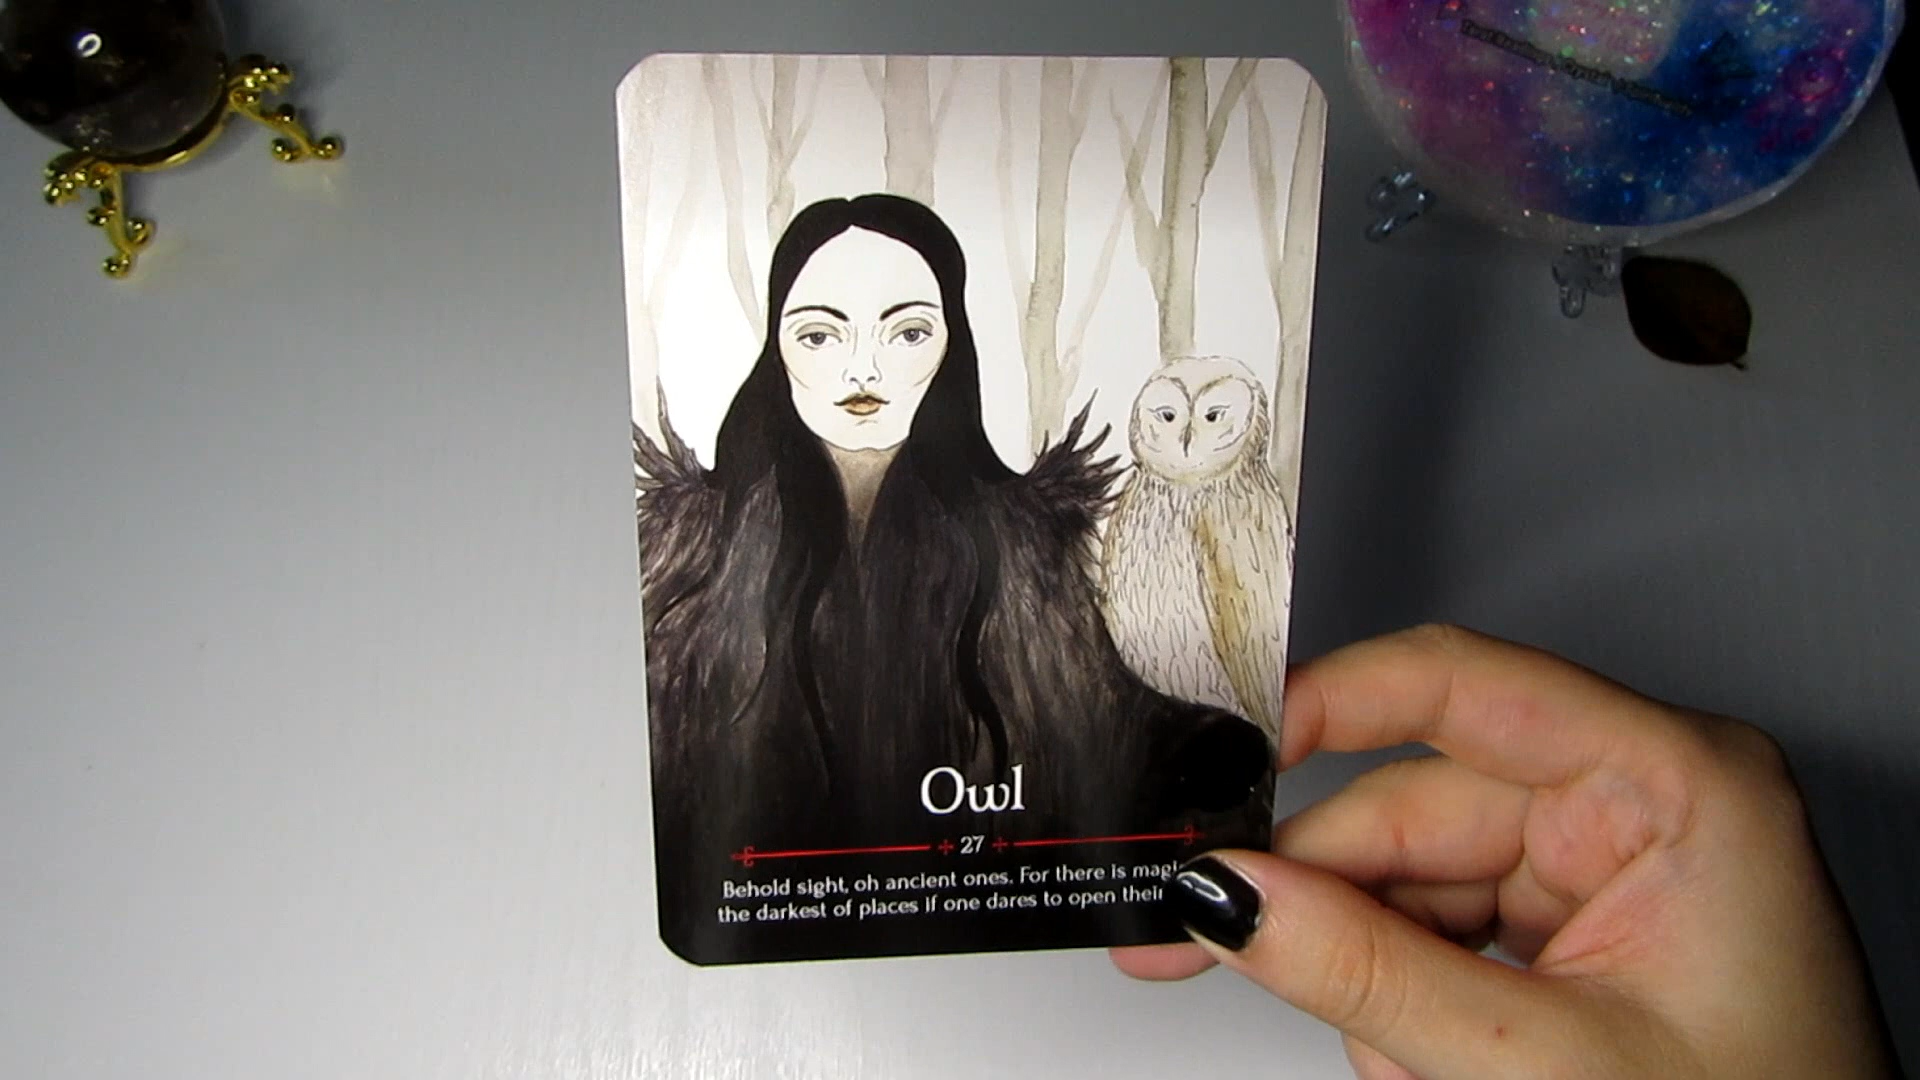 Owl
27
Behold sight, oh ancient ones. For there is magic
the darkest of places if one dares to open their